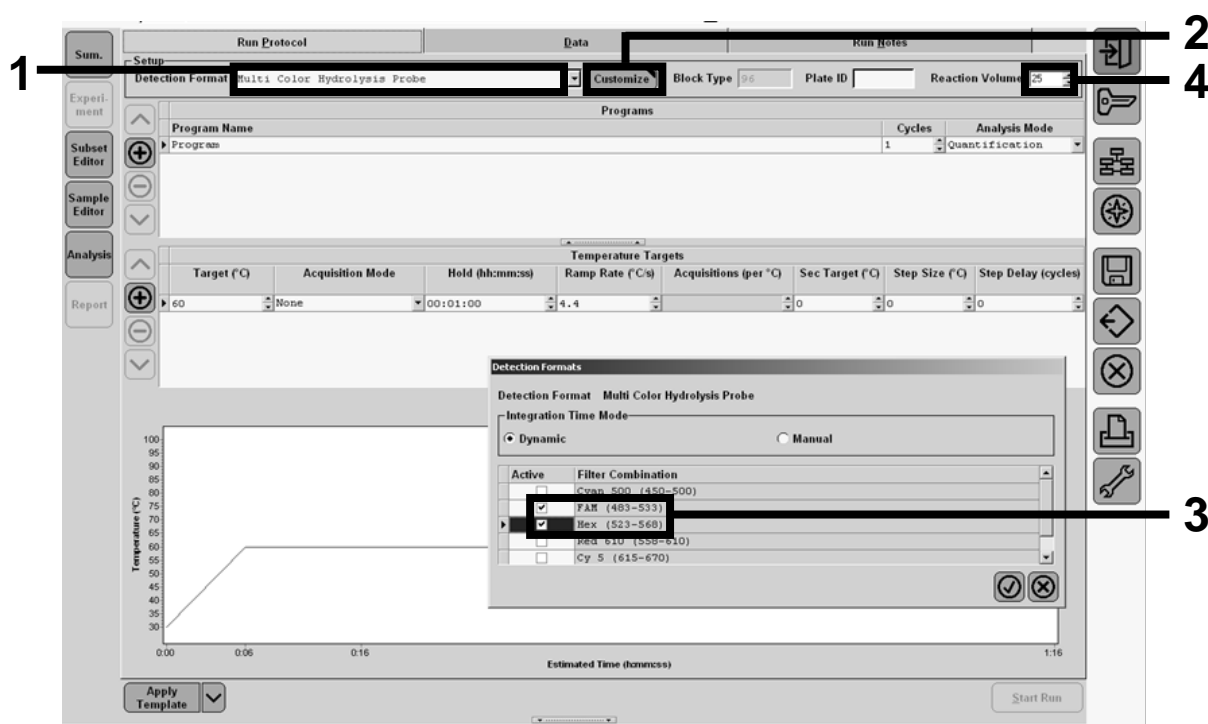 2
1
4
3
Sum.
Experi-
ment
Subset
Editor
Sample
Editor
Analysis
Report
Run Protocol Data Run Notes
Setup
Detection Format Multi Color Hydrolysis Probe Customize Block Type 96 Plate ID Reaction Volume 25
Programs
Program Name Cycles Analysis Mode
Program 1 Quantification
Temperature Targets
Target (°C) Acquisition Mode Hold (hh:mm:ss) Ramp Rate (°C/s) Acquisitions (per °C) Sec Target (°C) Step Size (°C) Step Delay (cycles)
60 None 00:01:00 4.4 0 0 0
Detection Formats
Detection Format Multi Color Hydrolysis Probe
Integration Time Mode
Dynamic Manual
Active Filter Combination
Cyan 500 (450-500)
FAM (483-533)
Hex (523-568)
Red 610 (558-610)
Cy 5 (615-670)
Temperature (°C)
100
95
90
85
80
75
70
65
60
55
50
45
40
35
30
0:00 0:06 0:16 1:16
Estimated Time (h:mm:ss)
Apply
Template
Start Run